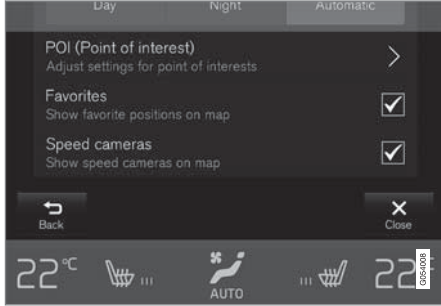 Day Night Automatic
POI (Point of interest)
Adjust settings for point of interests
Favorites
Show favorite positions on map
Speed cameras
Show speed cameras on map
Back
Close
22°C
AUTO
22°C
G054008